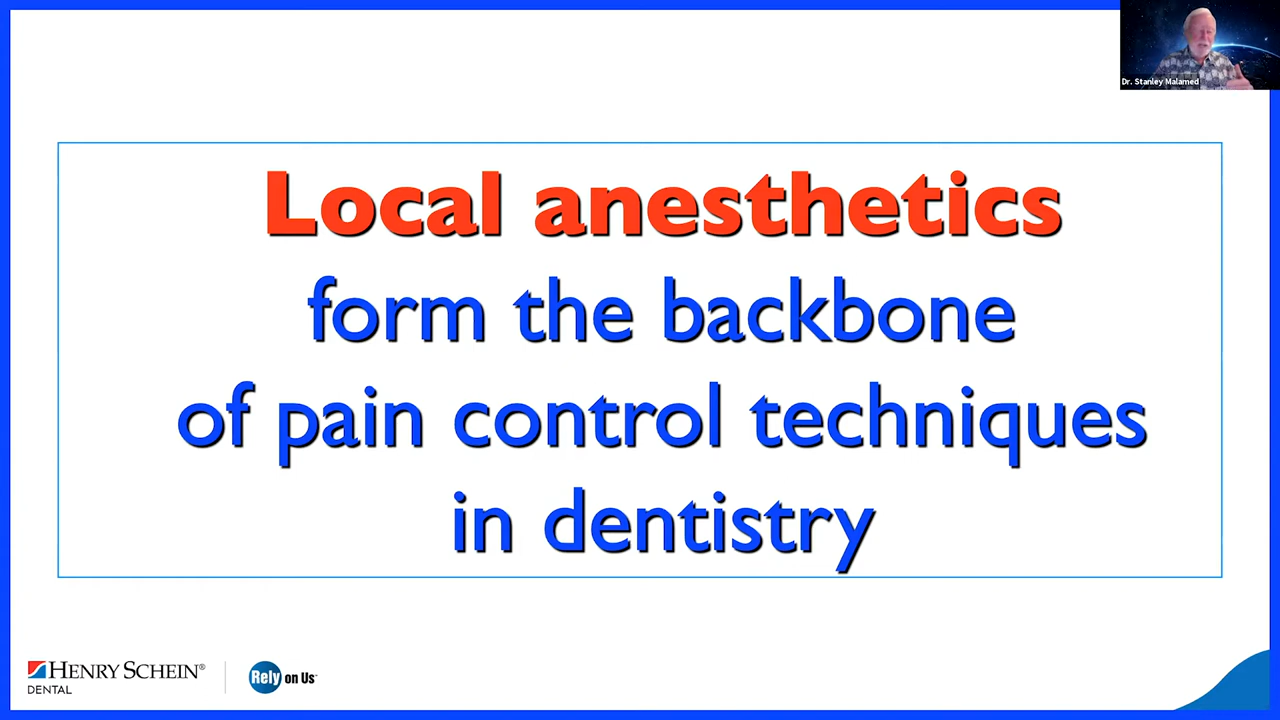 Dr. Stanley Malamed
Local anesthetics
form the backbone
of pain control techniques
in dentistry
HENRY SCHEIN®
DENTAL
Rely on Us™